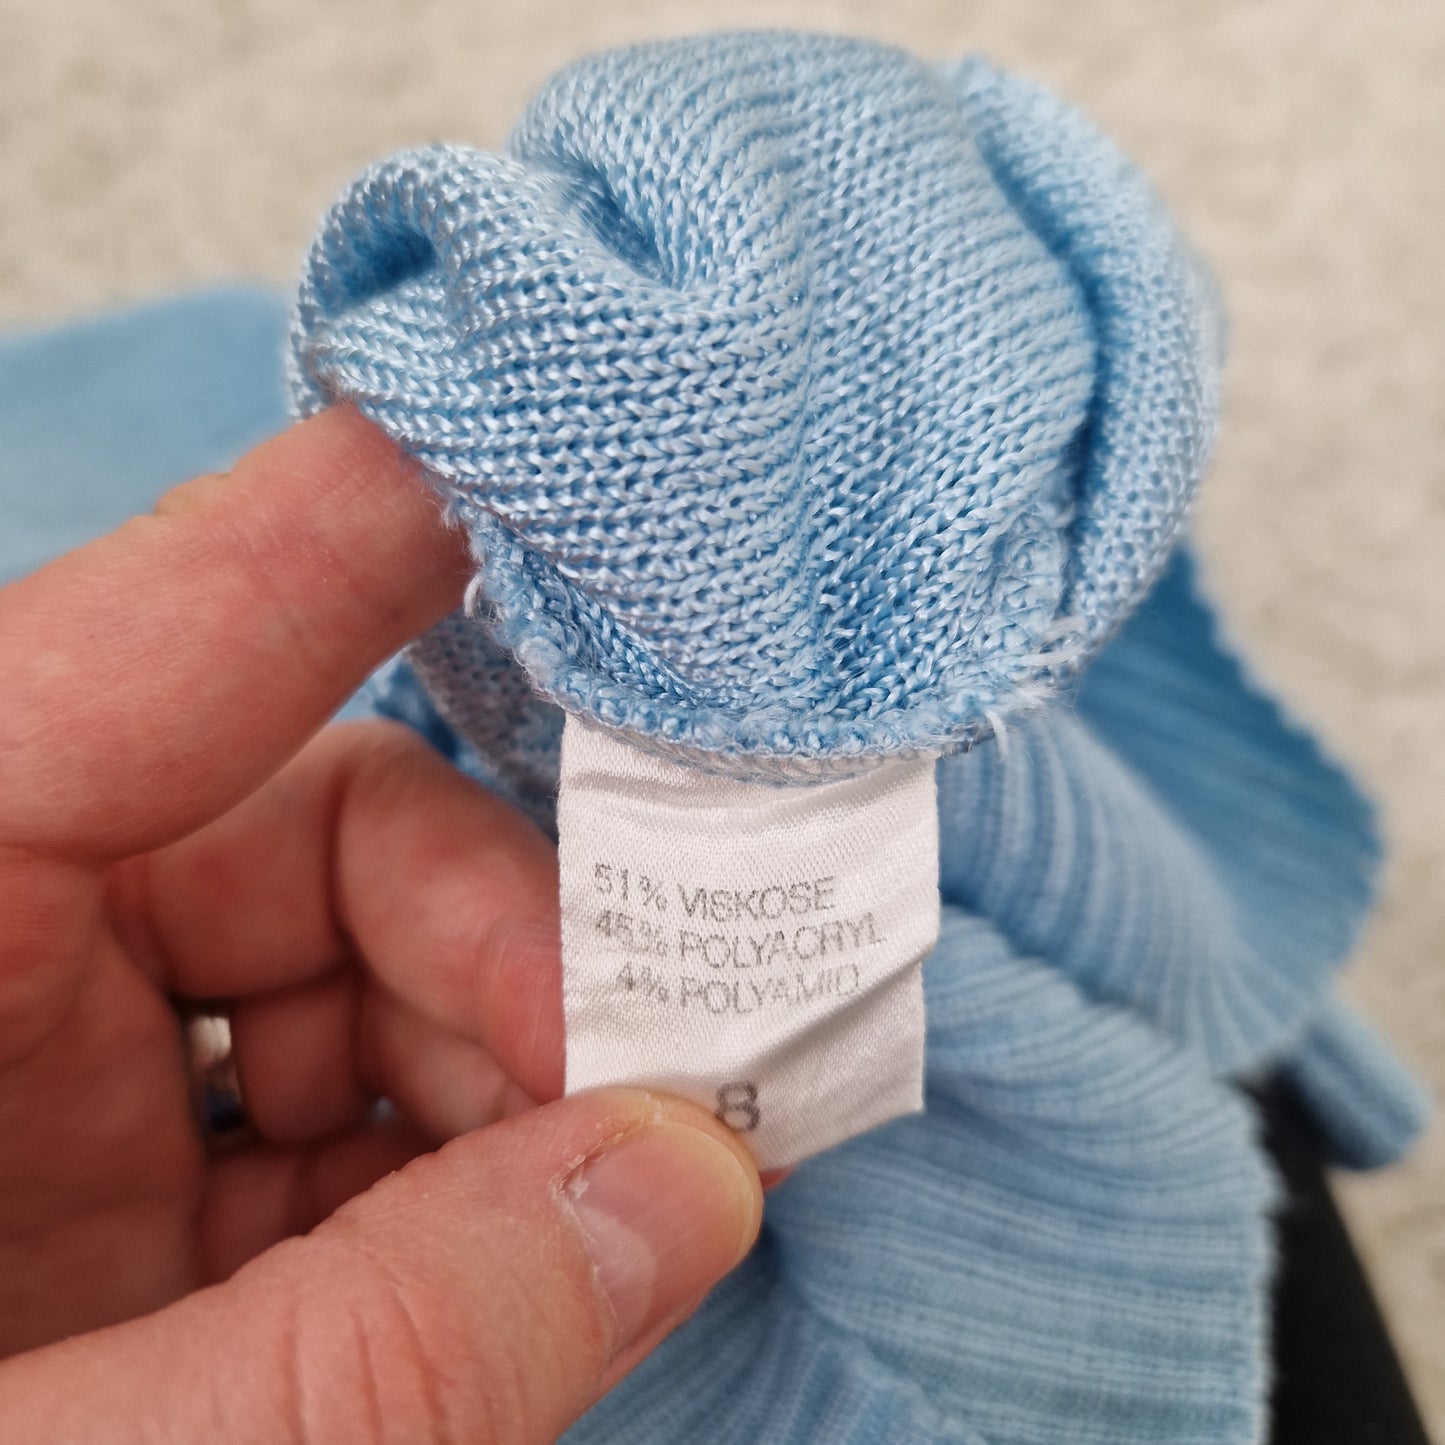 51% VISKOSE
45% POLYACRYL
4% POLYAMID
8